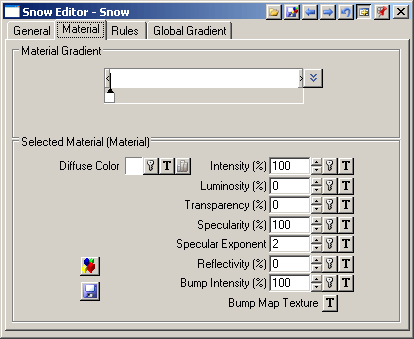 Snow Editor - Snow
General Material Rules Global Gradient
Material Gradient
Selected Material (Material)
Diffuse Color T Intensity (%) 100 T
Luminosity (%) 0 T
Transparency (%) 0 T
Specularity (%) 100 T
Specular Exponent 2 T
Reflectivity (%) 0 T
Bump Intensity (%) 100 T
Bump Map Texture T